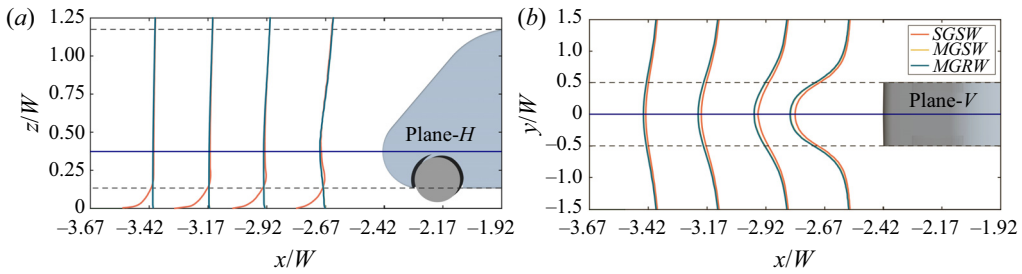 (a)
1.25
1.00
0.75
z/W
0.50
0.25
0
Plane-H
–3.67 –3.42 –3.17 –2.92 –2.42 –2.17 –1.92
x/W
(b)
1.5
1.0
0.5
y/W
0
–0.5
–1.0
–1.5
SGSW
MGSW
MGRW
Plane-V
–3.67 –3.42 –3.17 –2.92 –2.67 –2.42 –2.17 –1.92
x/W